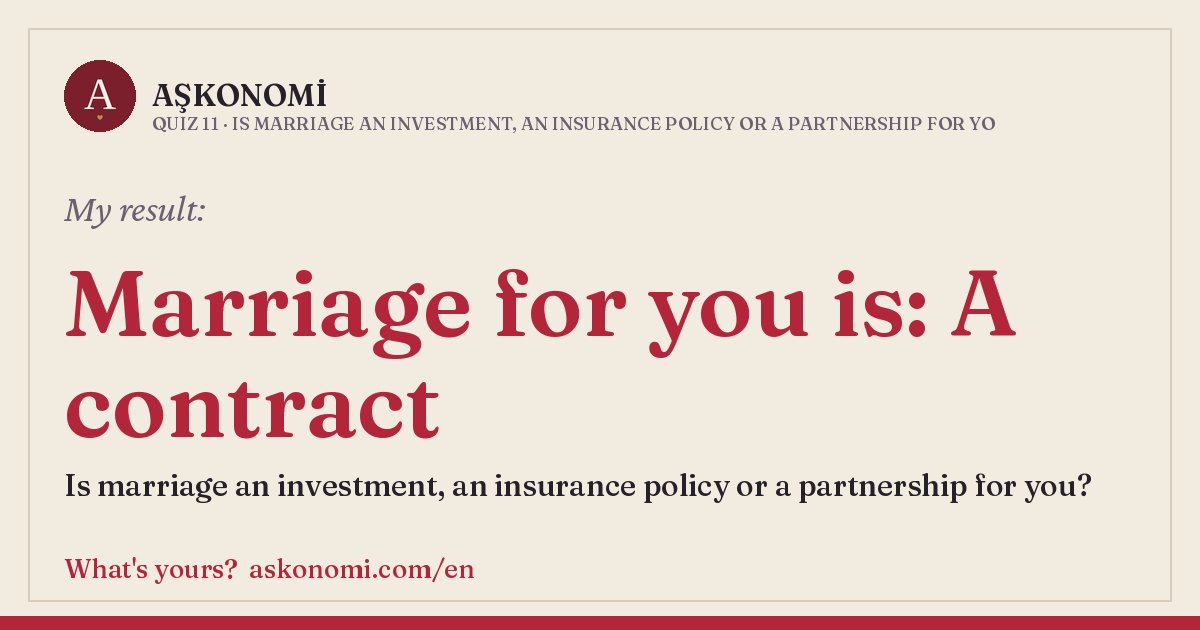 A
AŞKONOMİ
QUIZ 11 · IS MARRIAGE AN INVESTMENT, AN INSURANCE POLICY OR A PARTNERSHIP FOR YO
My result:
Marriage for you is: A
contract
Is marriage an investment, an insurance policy or a partnership for you?
What's yours? askonomi.com/en